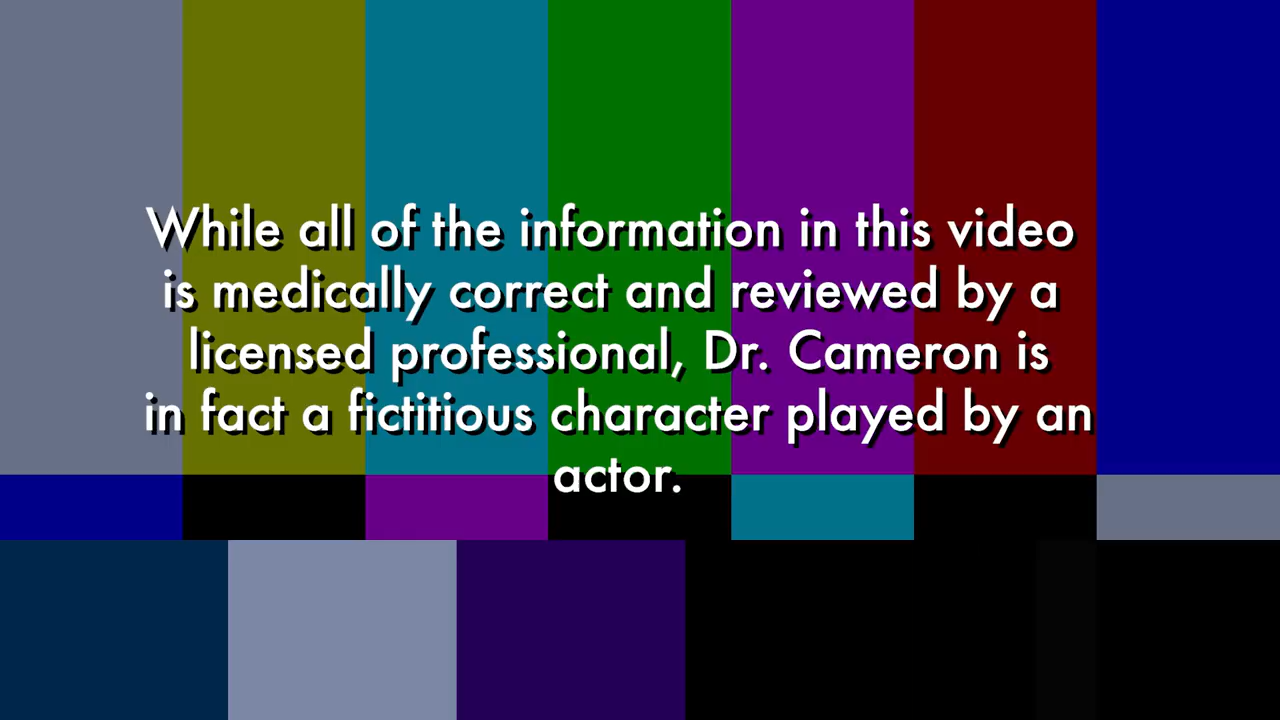 While all of the information in this video
is medically correct and reviewed by a
licensed professional, Dr. Cameron is
in fact a fictitious character played by an
actor.